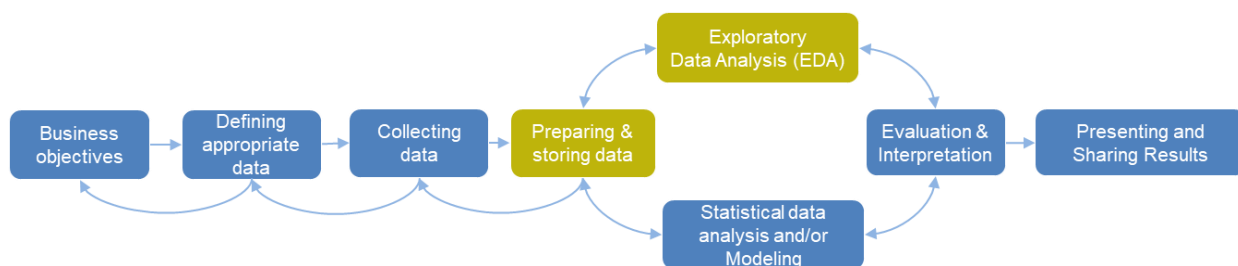 Exploratory
Data Analysis (EDA)
Business
objectives
Defining
appropriate
data
Collecting
data
Preparing &
storing data
Evaluation &
Interpretation
Presenting and
Sharing Results
Statistical data
analysis and/or
Modeling